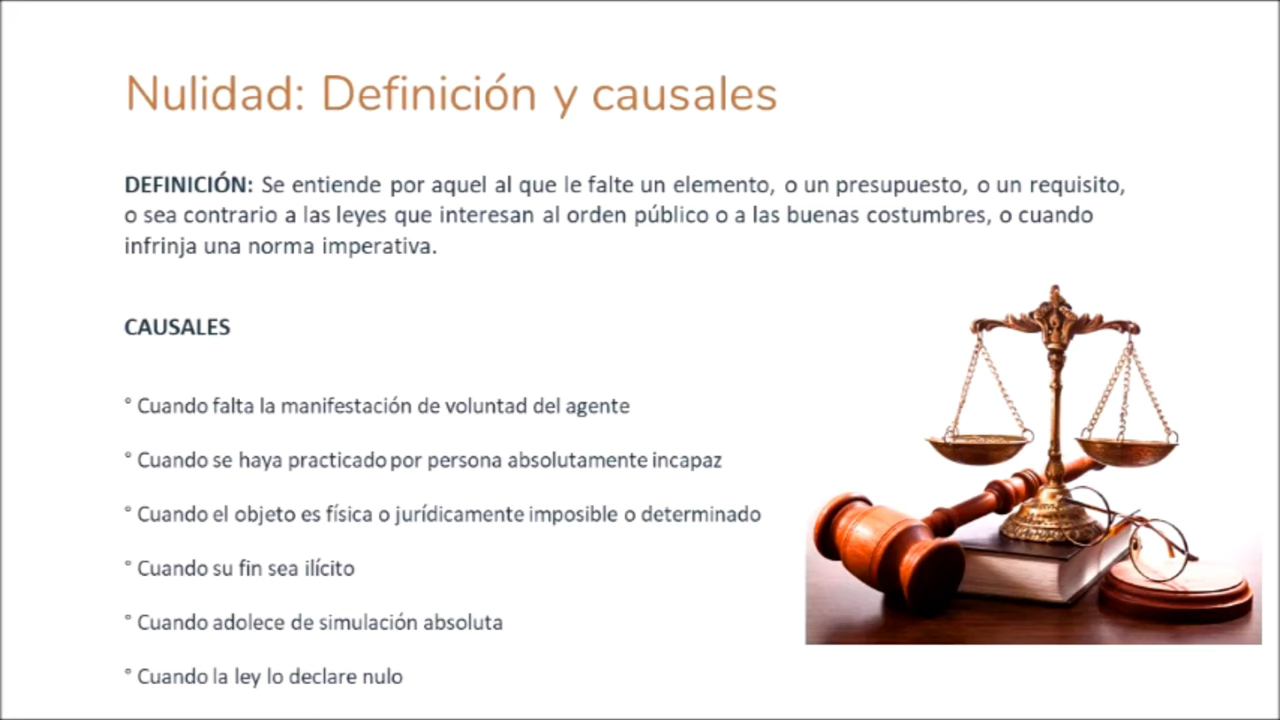 Nulidad: Definición y causales
DEFINICIÓN: Se entiende por aquel al que le falte un elemento, o un presupuesto, o un requisito,
o sea contrario a las leyes que interesan al orden público o a las buenas costumbres, o cuando
infrinja una norma imperativa.
CAUSALES
° Cuando falta la manifestación de voluntad del agente
° Cuando se haya practicado por persona absolutamente incapaz
° Cuando el objeto es física o jurídicamente imposible o determinado
° Cuando su fin sea ilícito
° Cuando adolece de simulación absoluta
° Cuando la ley lo declare nulo